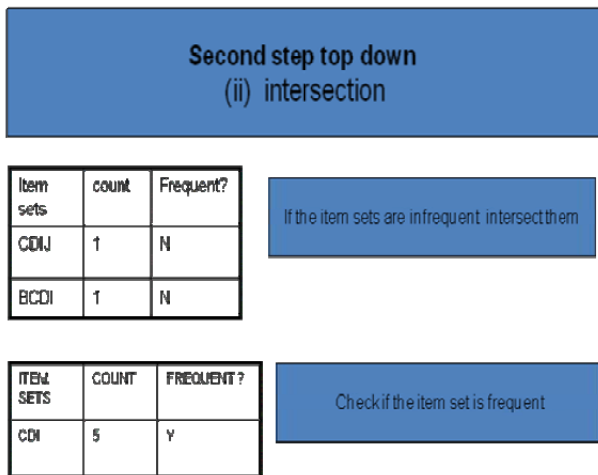 Second step top down
(ii) intersection
Item sets count Frequent?
CDIJ 1 N
BCDI 1 N
If the item sets are infrequent intersect them
ITEM SETS COUNT FREQUENT?
CDI 5 Y
Check if the item set is frequent